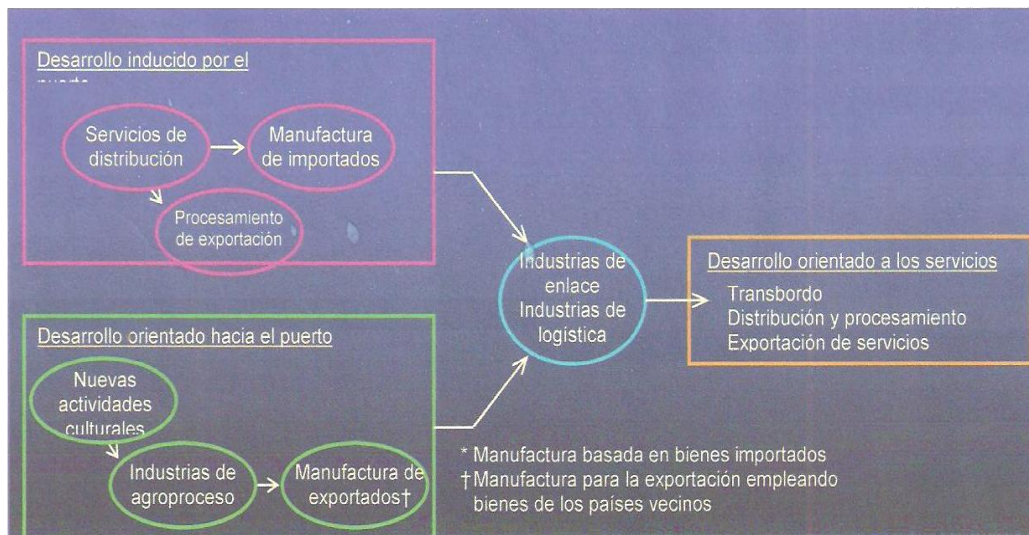 Desarrollo inducido por el
Servicios de
distribución
Manufactura
de importados
Procesamiento
de exportación
Desarrollo orientado hacia el puerto
Nuevas
actividades
culturales
Industrias de
agroproceso
Manufactura de
exportados†
Industrias de
enlace
Industrias de
logística
Desarrollo orientado a los servicios
Transbordo
Distribución y procesamiento
Exportación de servicios
* Manufactura basada en bienes importados
† Manufactura para la exportación empleando
bienes de los países vecinos